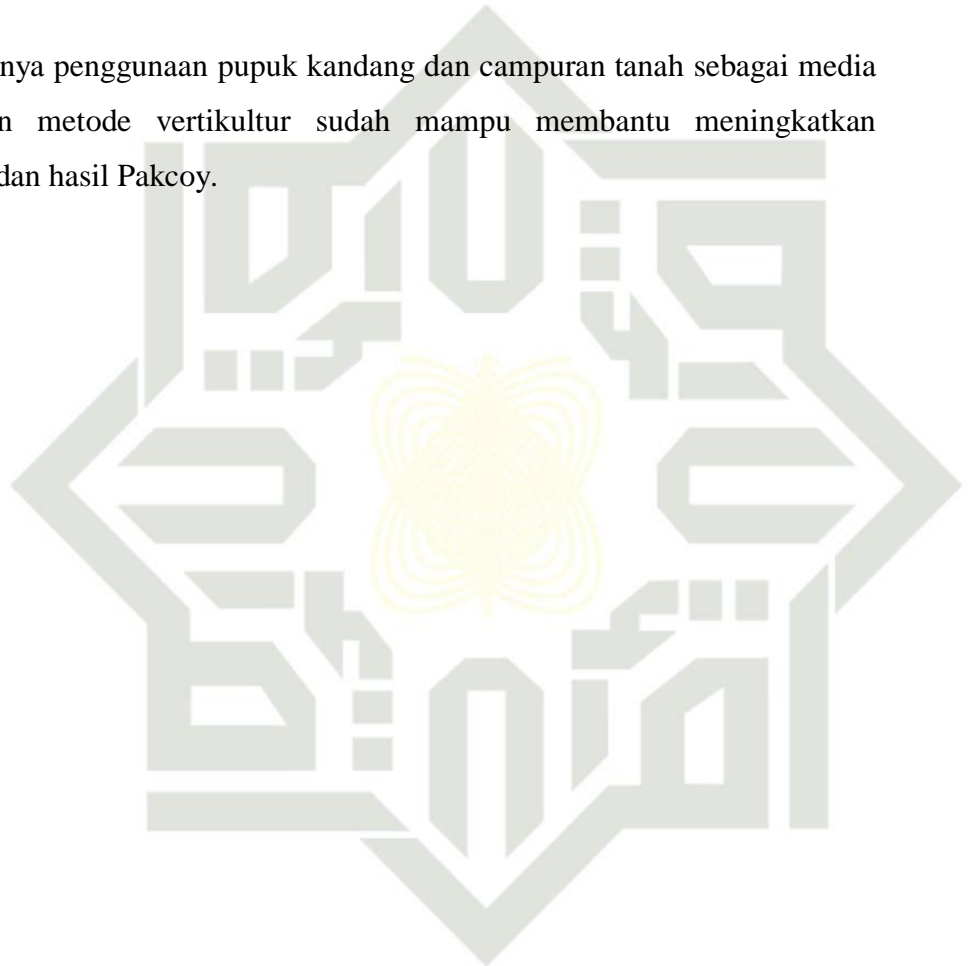 nya penggunaan pupuk kandang dan campuran tanah sebagai media
n metode vertikultur sudah mampu membantu meningkatkan
dan hasil Pakcoy.